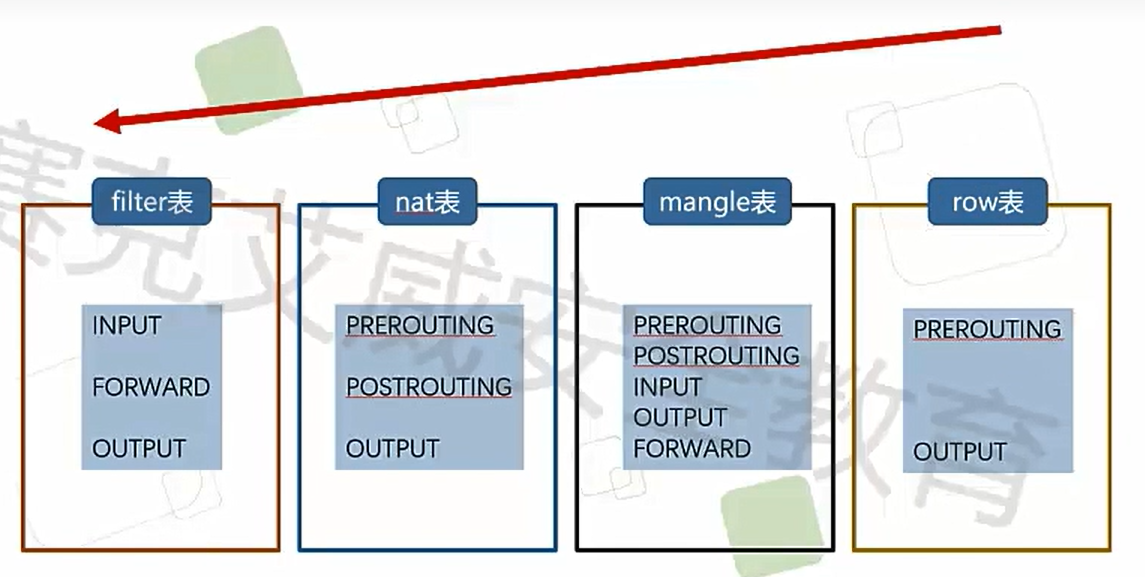 filter表
INPUT
FORWARD
OUTPUT
nat表
PREROUTING
POSTROUTING
OUTPUT
mangle表
PREROUTING
POSTROUTING
INPUT
OUTPUT
FORWARD
row表
PREROUTING
OUTPUT
塞克艾威安全教育